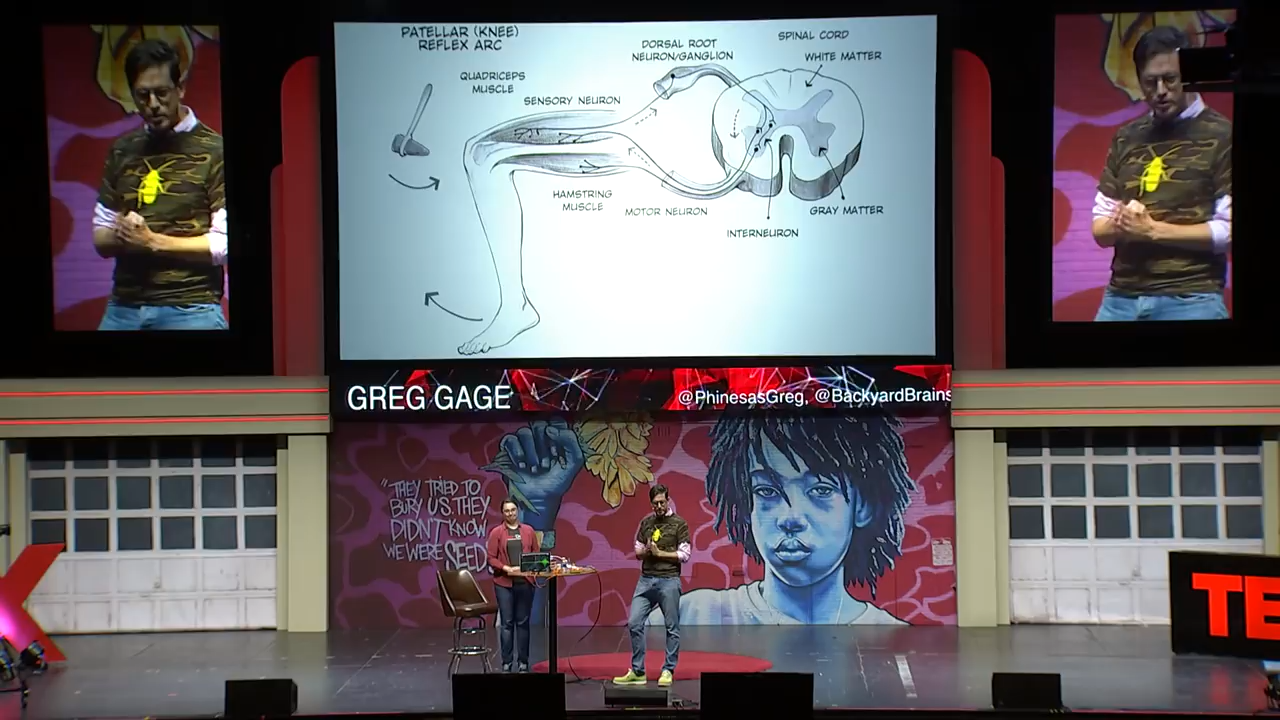 PATELLAR (KNEE)
REFLEX ARC
QUADRICEPS
MUSCLE
SENSORY NEURON
DORSAL ROOT
NEURON/GANGLION
SPINAL CORD
WHITE MATTER
HAMSTRING
MUSCLE
MOTOR NEURON
INTERNEURON
GRAY MATTER
GREG GAGE
@PhinesasGreg, @BackyardBrains
"THEY TRIED TO
BURY US. THEY
DIDN'T KNOW
WE WERE SEED
X
TE